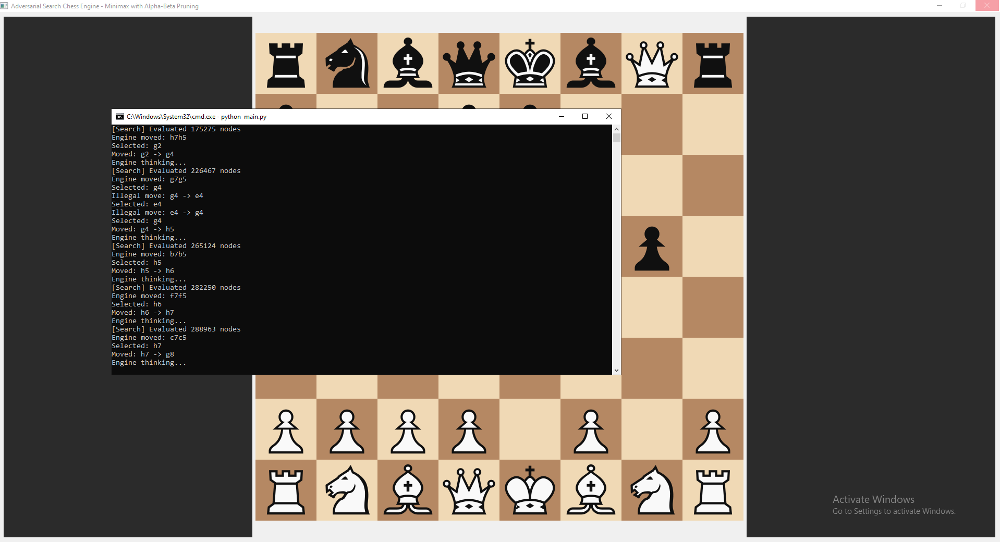 Adversarial Search Chess Engine - Minimax with Alpha-Beta Pruning
C:\Windows\System32\cmd.exe - python  main.py
[Search] Evaluated 175275 nodes
Engine moved: h7h5
Selected: g2
Moved: g2 -> g4
Engine thinking...
[Search] Evaluated 226467 nodes
Engine moved: g7g5
Selected: g4
Illegal move: g4 -> e4
Selected: e4
Illegal move: e4 -> g4
Selected: g4
Moved: g4 -> h5
Engine thinking...
[Search] Evaluated 265124 nodes
Engine moved: b7b5
Selected: h5
Moved: h5 -> h6
Engine thinking...
[Search] Evaluated 282250 nodes
Engine moved: f7f5
Selected: h6
Moved: h6 -> h7
Engine thinking...
[Search] Evaluated 288963 nodes
Engine moved: c7c5
Selected: h7
Moved: h7 -> g8
Engine thinking...
Activate Windows
Go to Settings to activate Windows.